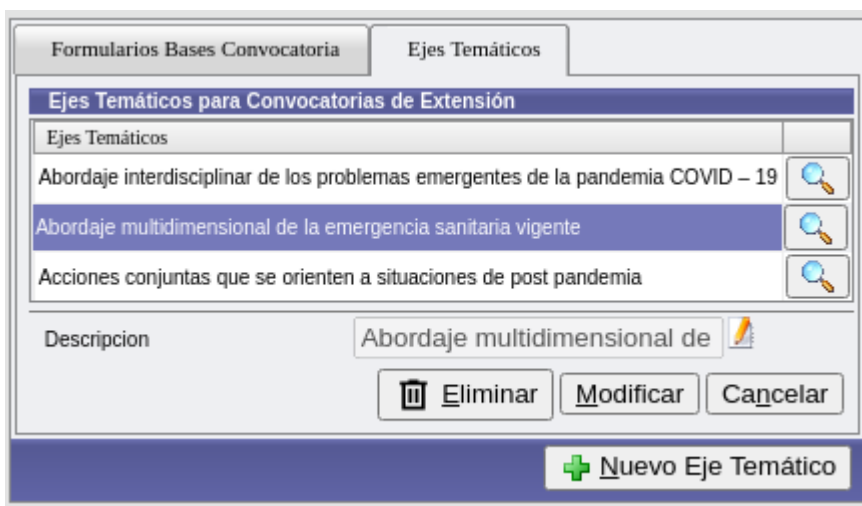 Formularios Bases Convocatoria
Ejes Temáticos
Ejes Temáticos para Convocatorias de Extensión
Ejes Temáticos
Abordaje interdisciplinar de los problemas emergentes de la pandemia COVID – 19
Abordaje multidimensional de la emergencia sanitaria vigente
Acciones conjuntas que se orienten a situaciones de post pandemia
Descripcion
Abordaje multidimensional de
Eliminar
Modificar
Cancelar
Nuevo Eje Temático